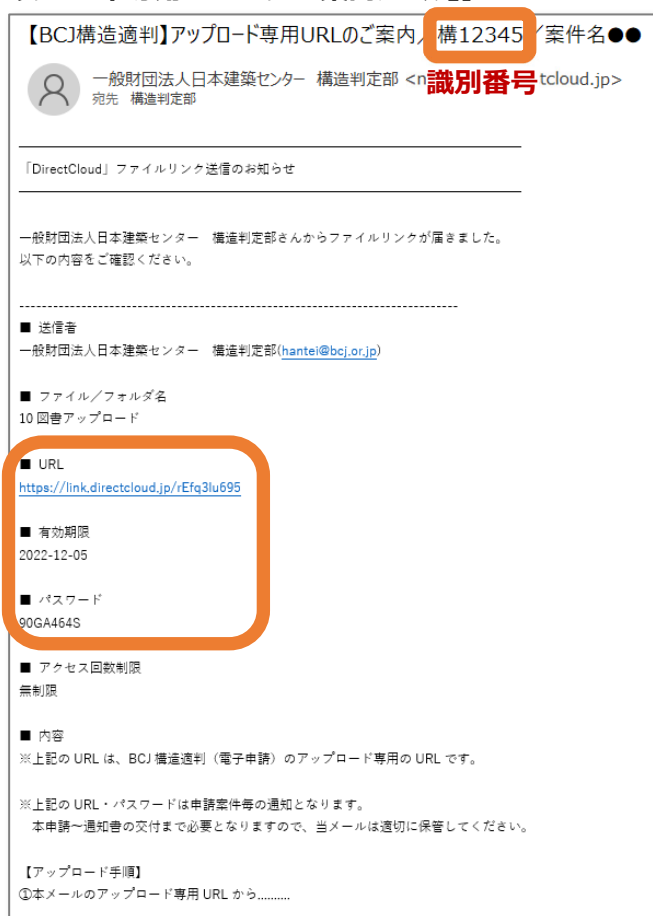 【BCJ構造適判】アップロード専用URLのご案内／構12345／案件名●●
一般財団法人日本建築センター 構造判定部 <n 識別番号 tcloud.jp>
宛先 構造判定部
「DirectCloud」ファイルリンク送信のお知らせ
一般財団法人日本建築センター 構造判定部さんからファイルリンクが届きました。
以下の内容をご確認ください。
------------------------------------------------------------------------------
■ 送信者
一般財団法人日本建築センター 構造判定部(hantei@bcj.or.jp)
■ ファイル／フォルダ名
10 図書アップロード
■ URL
https://link.directcloud.jp/rEfq3lu695
■ 有効期限
2022-12-05
■ パスワード
90GA464S
■ アクセス回数制限
無制限
■ 内容
※上記の URL は、BCJ 構造適判（電子申請）のアップロード専用の URL です。
※上記の URL・パスワードは申請案件毎の通知となります。
本申請～通知書の交付まで必要となりますので、当メールは適切に保管してください。
【アップロード手順】
①本メールのアップロード専用 URL から..........